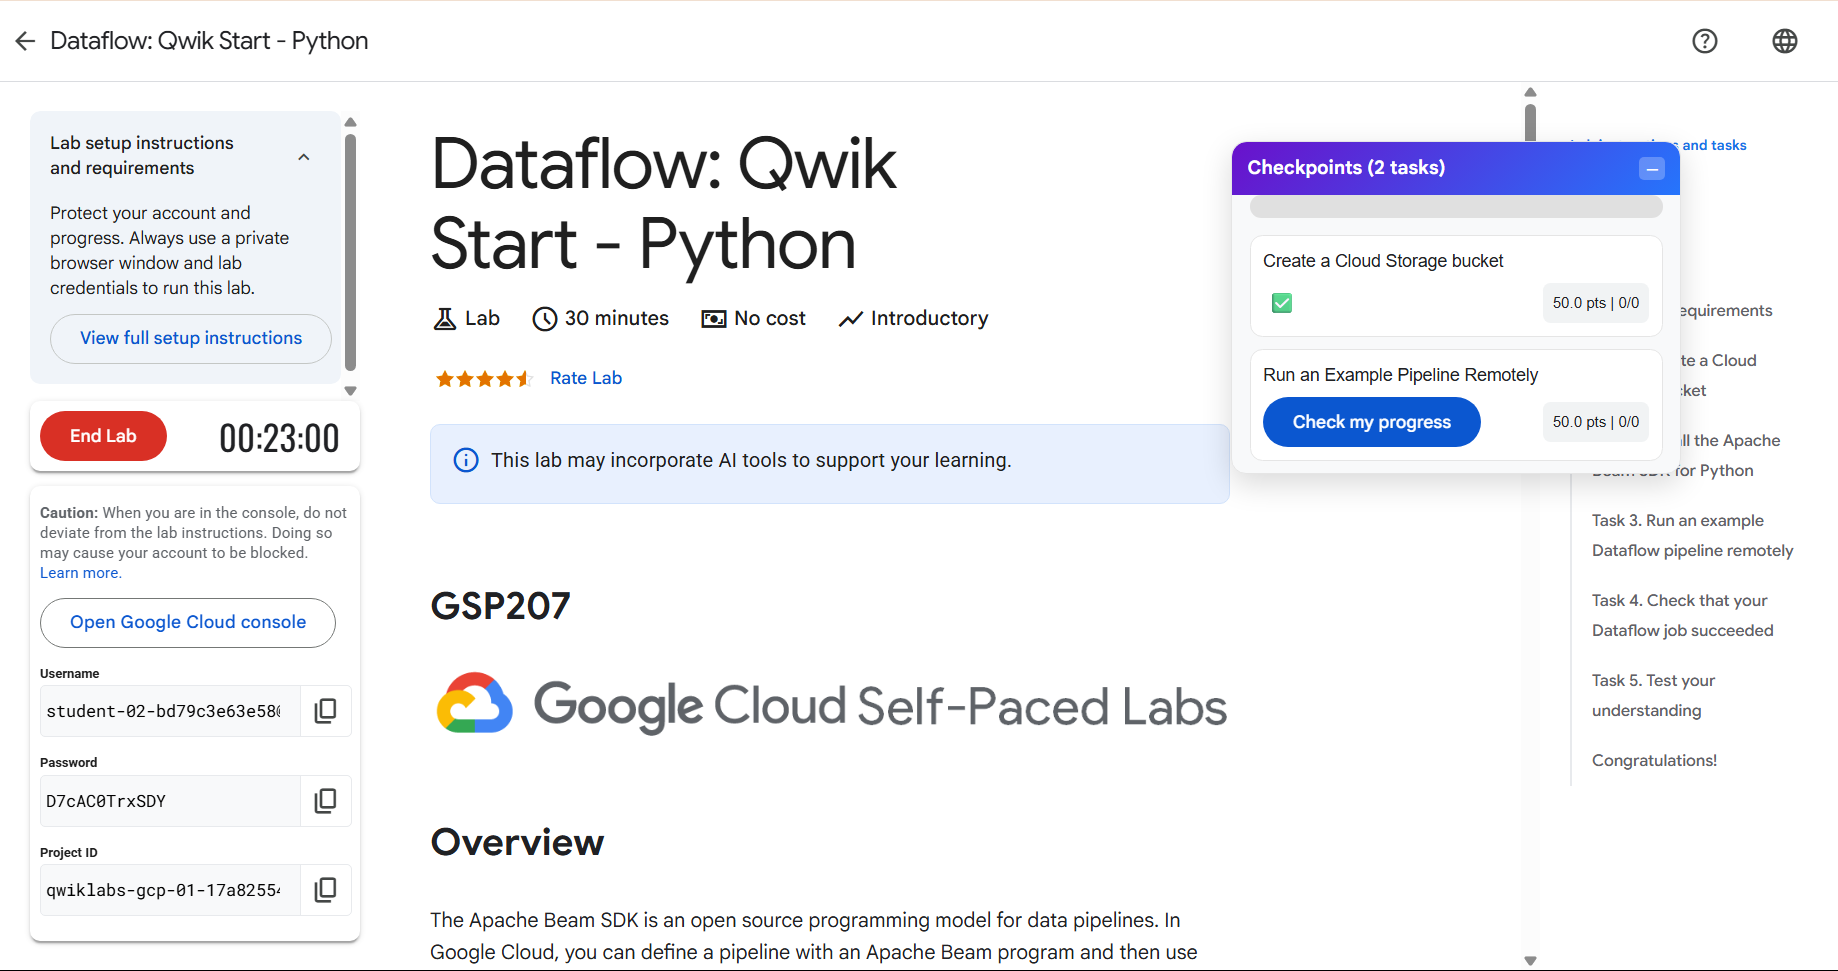 Dataflow: Qwik Start - Python
Lab setup instructions
and requirements
Protect your account and
progress. Always use a private
browser window and lab
credentials to run this lab.
View full setup instructions
End Lab
00:23:00
Caution: When you are in the console, do not
deviate from the lab instructions. Doing so
may cause your account to be blocked.
Learn more.
Open Google Cloud console
Username
student-02-bd79c3e63e58
Password
D7cAC0TrxSDY
Project ID
qwiklabs-gcp-01-17a8255
Dataflow: Qwik
Start - Python
Lab
30 minutes
No cost
Introductory
Rate Lab
This lab may incorporate AI tools to support your learning.
GSP207
Google Cloud Self-Paced Labs
Overview
The Apache Beam SDK is an open source programming model for data pipelines. In
Google Cloud, you can define a pipeline with an Apache Beam program and then use
Checkpoints (2 tasks)
Create a Cloud Storage bucket
50.0 pts | 0/0
Run an Example Pipeline Remotely
Check my progress
50.0 pts | 0/0
and tasks
equirements
te a Cloud
ket
ll the Apache
for Python
Task 3. Run an example
Dataflow pipeline remotely
Task 4. Check that your
Dataflow job succeeded
Task 5. Test your
understanding
Congratulations!